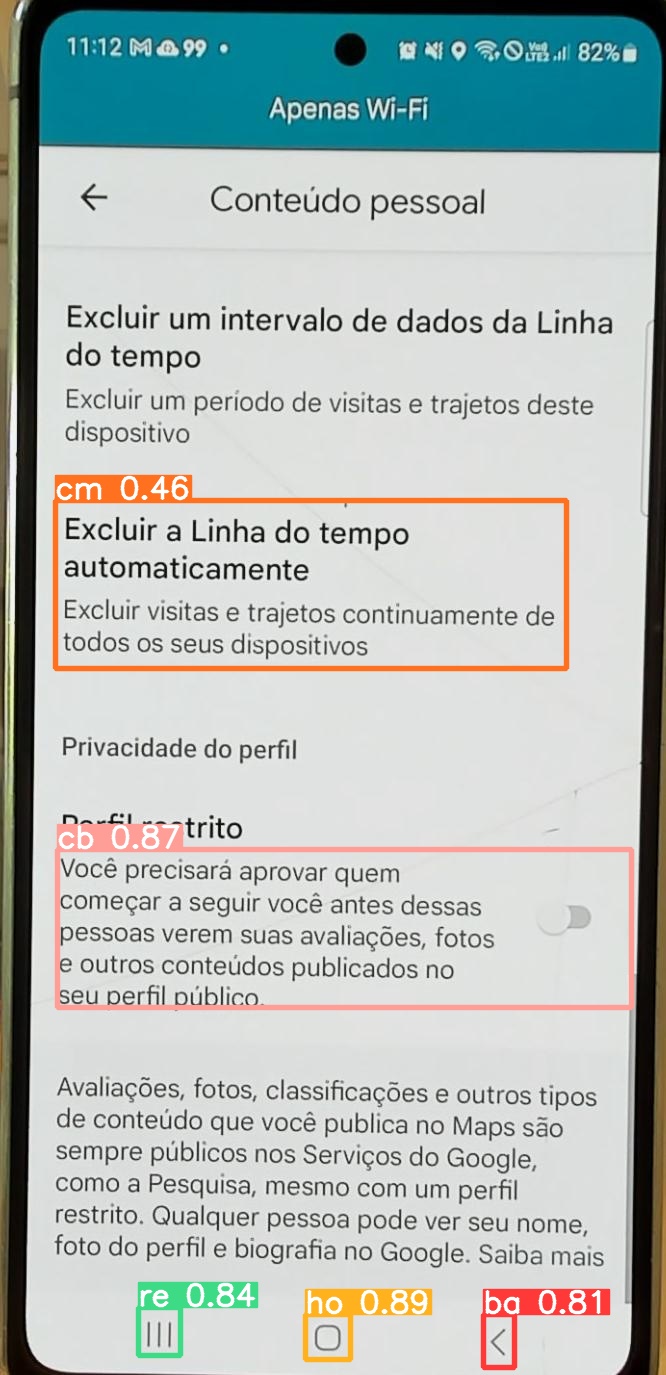 11:12 99
Vo9) LTE2 82%
Apenas Wi-Fi
Conteúdo pessoal
Excluir um intervalo de dados da Linha
do tempo
Excluir um período de visitas e trajetos deste
dispositivo
cm 0.46
Excluir a Linha do tempo
automaticamente
Excluir visitas e trajetos continuamente de
todos os seus dispositivos
Privacidade do perfil
Perfil restrito
cb 0.87
Você precisará aprovar quem
começar a seguir você antes dessas
pessoas verem suas avaliações, fotos
e outros conteúdos publicados no
seu perfil público.
Avaliações, fotos, classificações e outros tipos
de conteúdo que você publica no Maps são
sempre públicos nos Serviços do Google,
como a Pesquisa, mesmo com um perfil
restrito. Qualquer pessoa pode ver seu nome,
foto do perfil e biografia no Google. Saiba mais
re 0.84
ho 0.89
ba 0.81